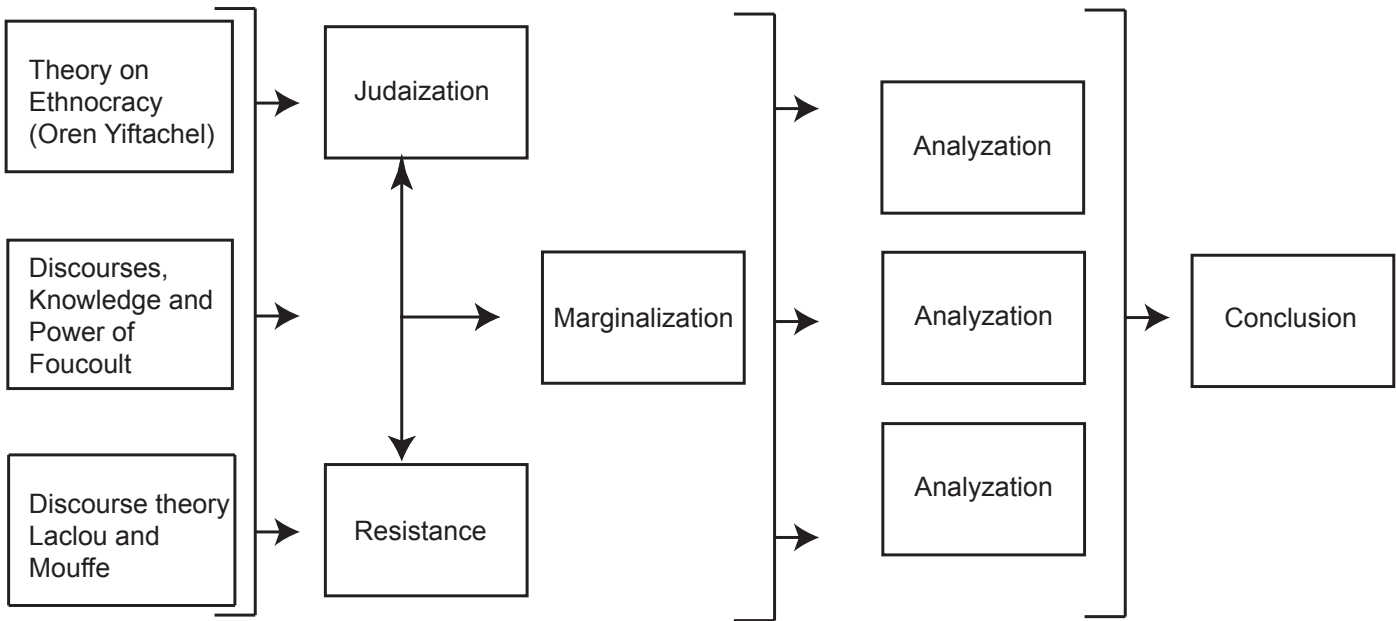 Theory on
Ethnocracy
(Oren Yiftachel)
Discourses,
Knowledge and
Power of
Foucoult
Discourse theory
Laclou and
Mouffe
Judaization
Resistance
Marginalization
Analyzation
Analyzation
Analyzation
Conclusion